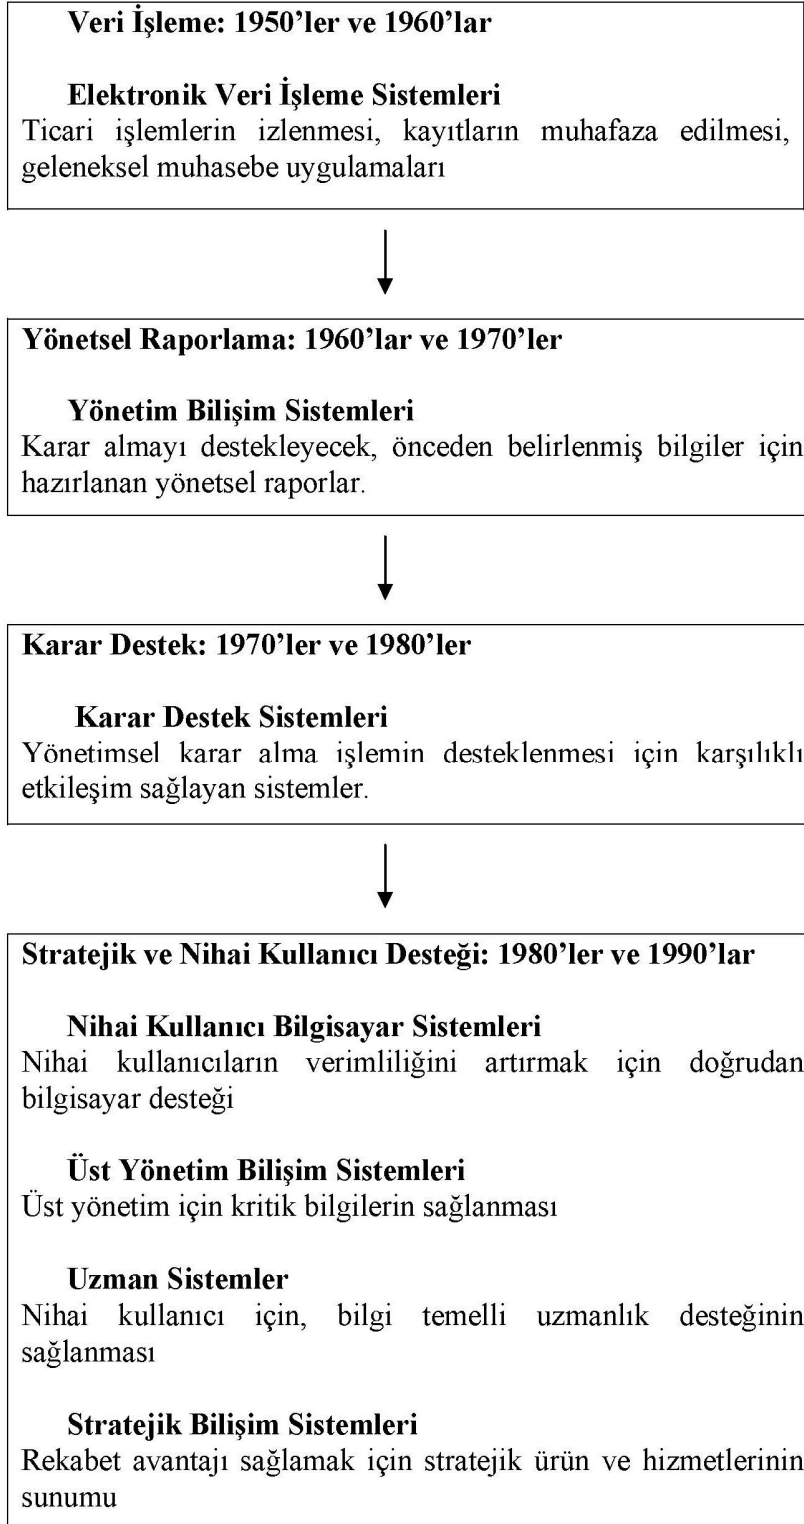 Veri İşleme: 1950’ler ve 1960’lar
Elektronik Veri İşleme Sistemleri
Ticari işlemlerin izlenmesi, kayıtların muhafaza edilmesi,
geleneksel muhasebe uygulamaları
Yönetsel Raporlama: 1960’lar ve 1970’ler
Yönetim Bilişim Sistemleri
Karar almayı destekleyecek, önceden belirlenmiş bilgiler için
hazırlanan yönetsel raporlar.
Karar Destek: 1970’ler ve 1980’ler
Karar Destek Sistemleri
Yönetimsel karar alma işlemin desteklenmesi için karşılıklı
etkileşim sağlayan sistemler.
Stratejik ve Nihai Kullanıcı Desteği: 1980’ler ve 1990’lar
Nihai Kullanıcı Bilgisayar Sistemleri
Nihai kullanıcıların verimliliğini artırmak için doğrudan
bilgisayar desteği
Üst Yönetim Bilişim Sistemleri
Üst yönetim için kritik bilgilerin sağlanması
Uzman Sistemler
Nihai kullanıcı için, bilgi temelli uzmanlık desteğinin
sağlanması
Stratejik Bilişim Sistemleri
Rekabet avantajı sağlamak için stratejik ürün ve hizmetlerinin
sunumu